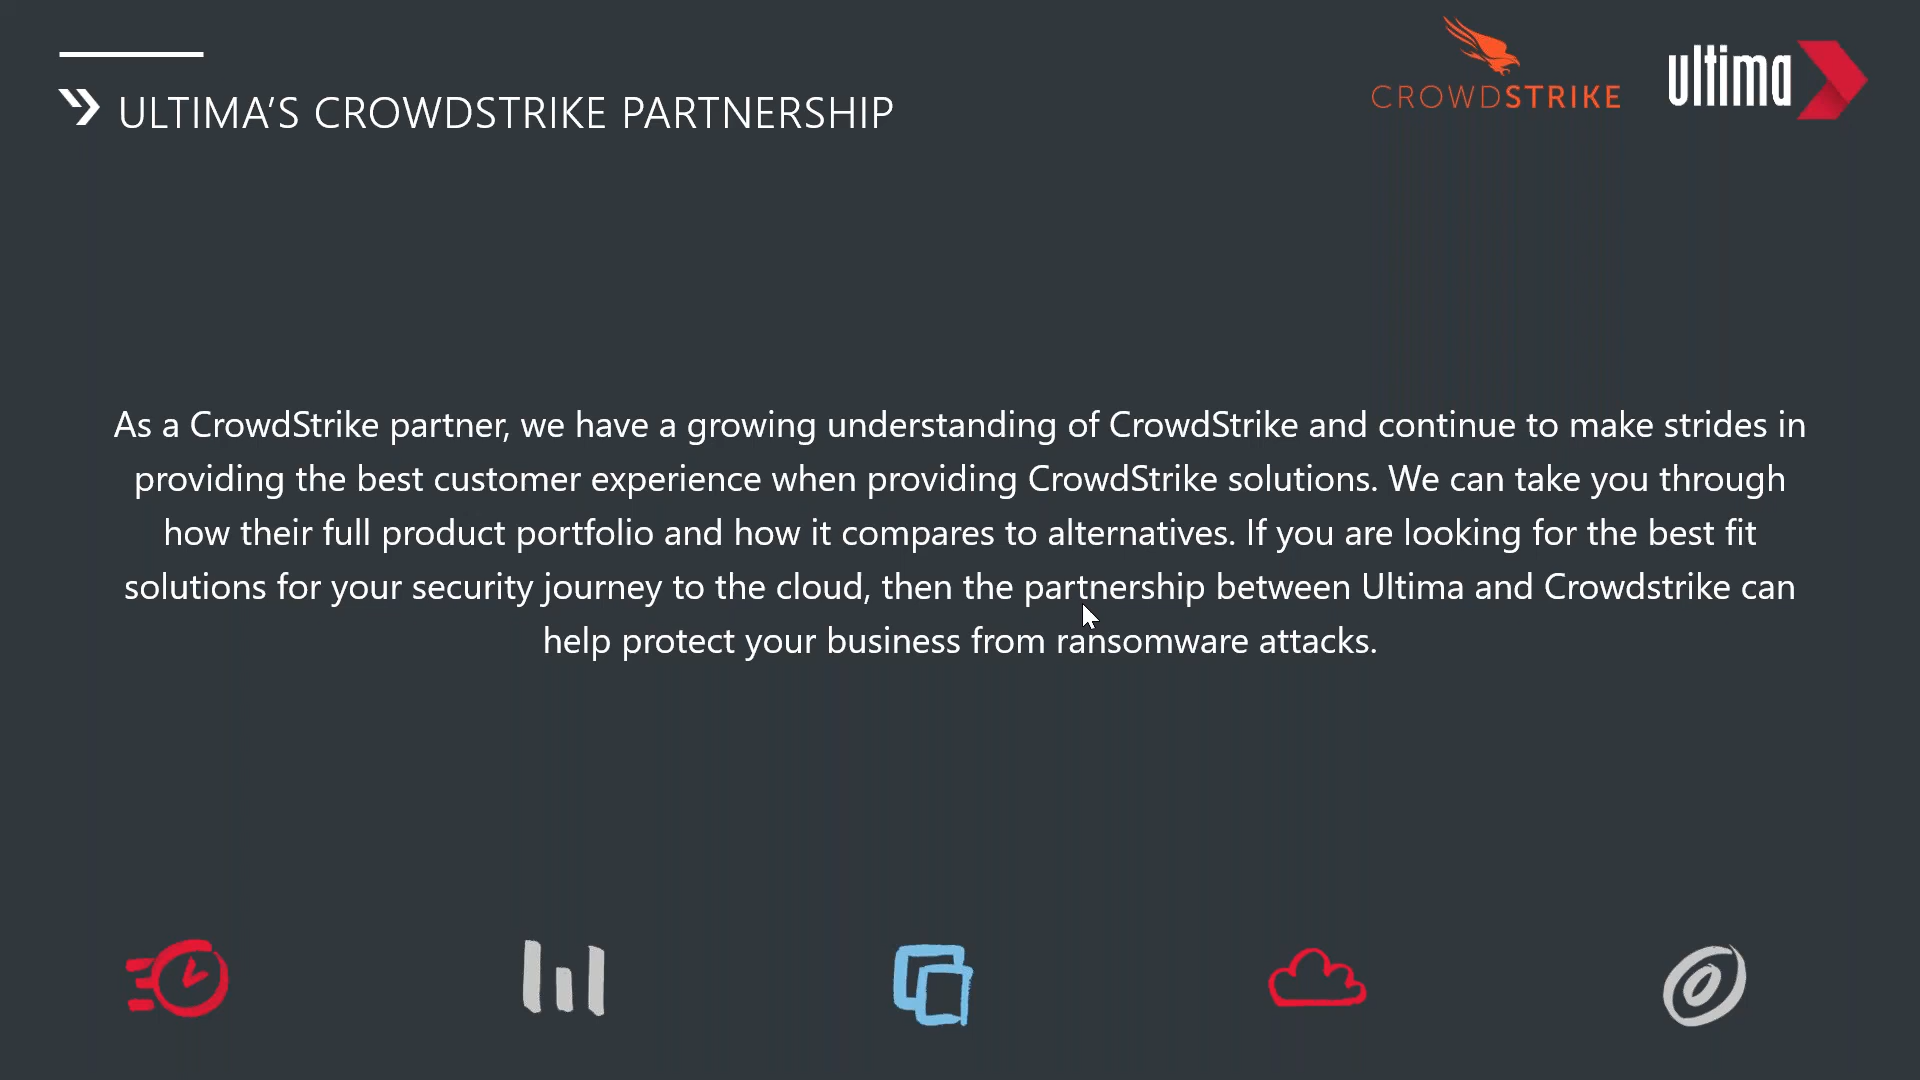 CROWDSTRIKE
ultima
ULTIMA’S CROWDSTRIKE PARTNERSHIP
As a CrowdStrike partner, we have a growing understanding of CrowdStrike and continue to make strides in
providing the best customer experience when providing CrowdStrike solutions. We can take you through
how their full product portfolio and how it compares to alternatives. If you are looking for the best fit
solutions for your security journey to the cloud, then the partnership between Ultima and Crowdstrike can
help protect your business from ransomware attacks.